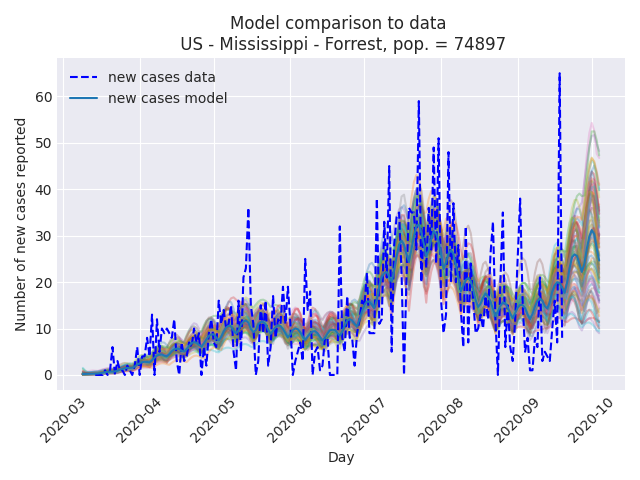 Model comparison to data
US - Mississippi - Forrest, pop. = 74897
new cases data
new cases model
Number of new cases reported
60
50
40
30
20
10
0
2020-03
2020-04
2020-05
2020-06
2020-07
2020-08
2020-09
2020-10
Day